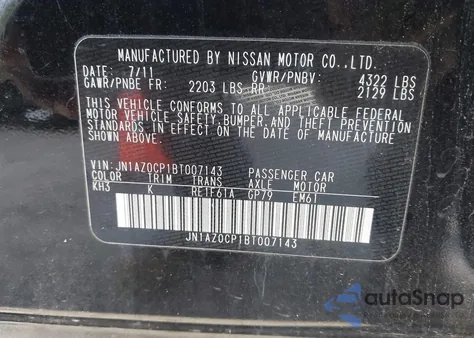 MANUFACTURED BY NISSAN MOTOR CO.,LTD.
DATE: 7/11 GVWR/PNBV: 4322 LBS
GAWR/PNBE FR: 2203 LBS RR: 2129 LBS
THIS VEHICLE CONFORMS TO ALL APPLICABLE FEDERAL
MOTOR VEHICLE SAFETY,BUMPER,AND THEFT PREVENTION
STANDARDS IN EFFECT ON THE DATE OF MANUFACTURE
SHOWN ABOVE.
VIN: JN1AZ0CP1BT007143 PASSENGER CAR
COLOR TRIM TRANS AXLE MOTOR
KH3 K RE1F61A GP79 EM61
JN1AZ0CP1BT007143
autoSnap